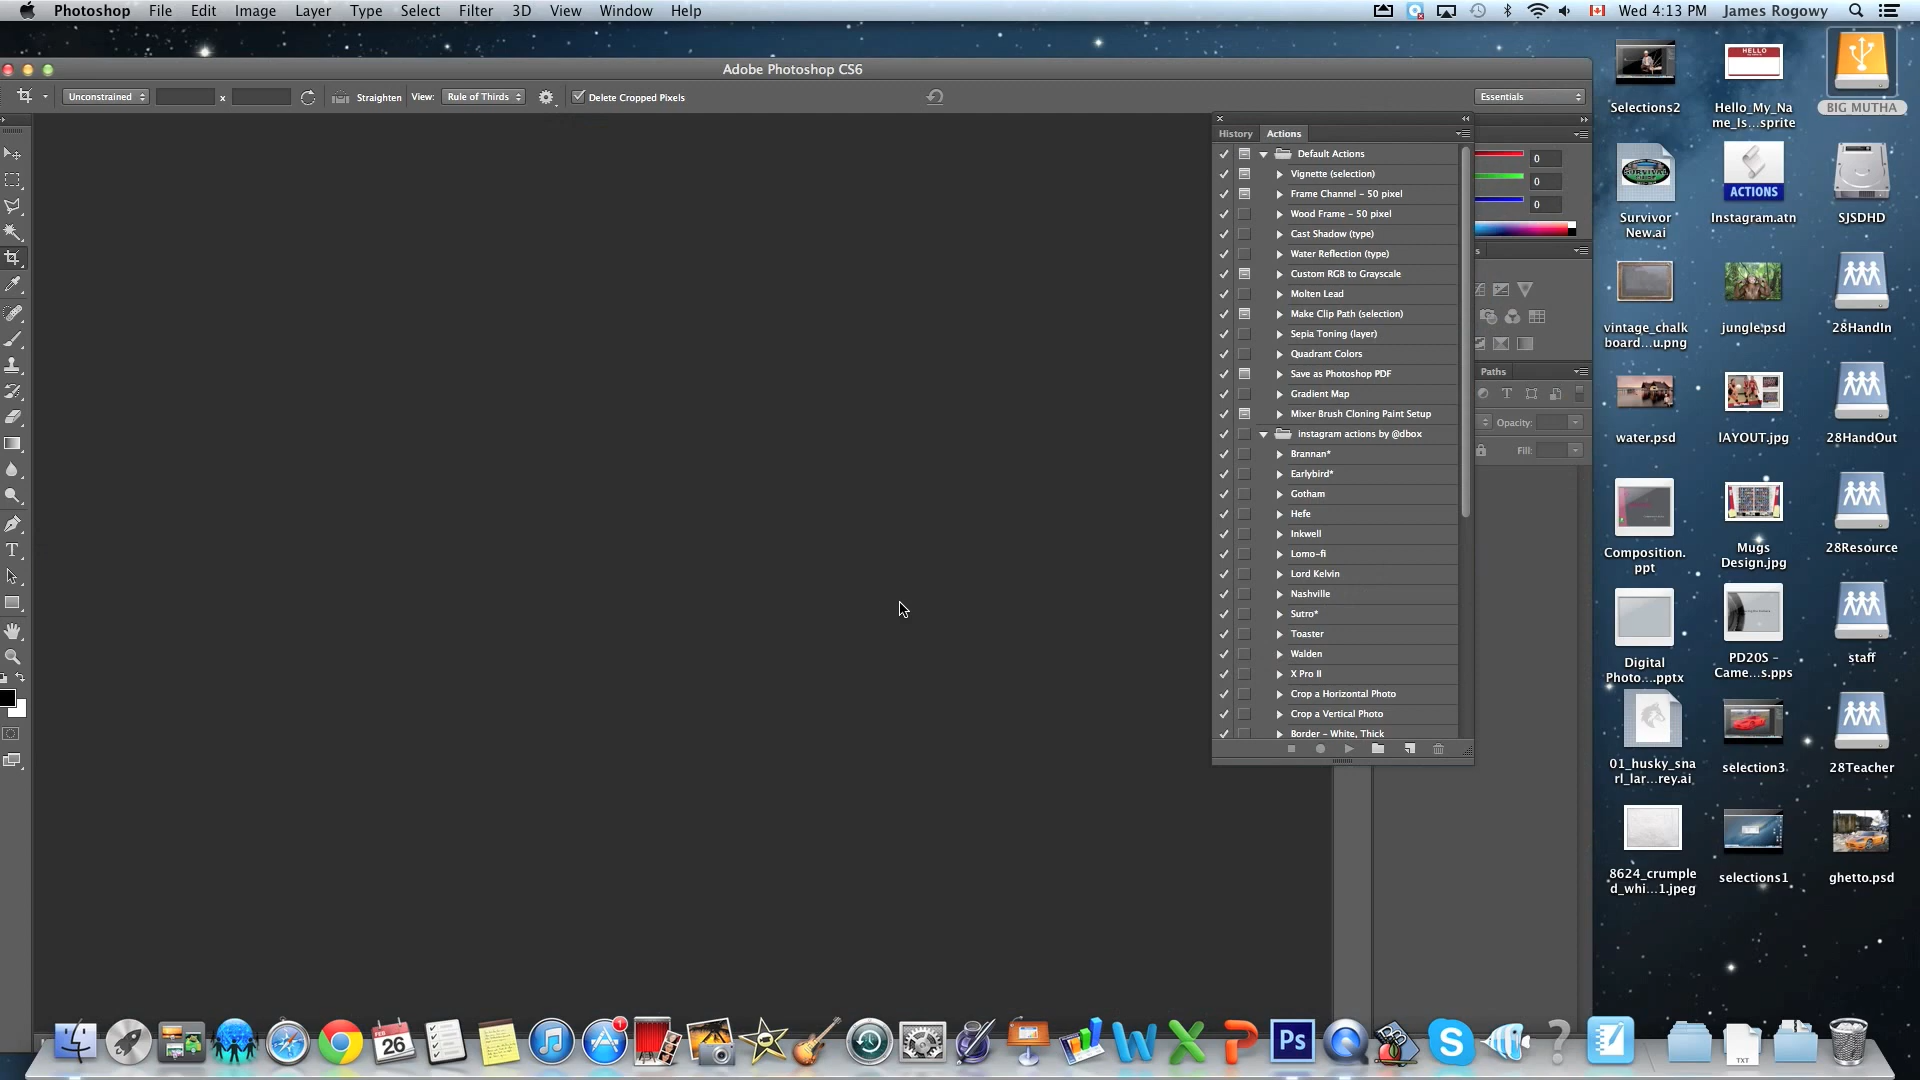 Photoshop File Edit Image Layer Type Select Filter 3D View Window Help
Wed 4:13 PM James Rogowy
Adobe Photoshop CS6
Unconstrained x Straighten View: Rule of Thirds Delete Cropped Pixels
Essentials
History Actions
Default Actions
Vignette (selection)
Frame Channel - 50 pixel
Wood Frame - 50 pixel
Cast Shadow (type)
Water Reflection (type)
Custom RGB to Grayscale
Molten Lead
Make Clip Path (selection)
Sepia Toning (layer)
Quadrant Colors
Save as Photoshop PDF
Gradient Map
Mixer Brush Cloning Paint Setup
instagram actions by @dbox
Brannan*
Earlybird*
Gotham
Hefe
Inkwell
Lomo-fi
Lord Kelvin
Nashville
Sutro*
Toaster
Walden
X Pro II
Crop a Horizontal Photo
Crop a Vertical Photo
Border - White, Thick
0
0
0
s
Paths
Opacity:
Fill:
Selections2
HELLO
Hello_My_Na
me_Is...sprite
BIG MUTHA
SURVIVOR
Survivor
New.ai
ACTIONS
Instagram.atn
SJSDHD
vintage_chalk
board...u.png
jungle.psd
28HandIn
water.psd
lAYOUT.jpg
28HandOut
Composition.
ppt
Mugs
Design.jpg
28Resource
Digital
Photo....pptx
PD20S -
Came...s.pps
staff
01_husky_sna
rl_lar...rey.ai
selection3
28Teacher
8624_crumple
d_whi...1.jpeg
selections1
ghetto.psd
FEB
26
1
Ps
TXT